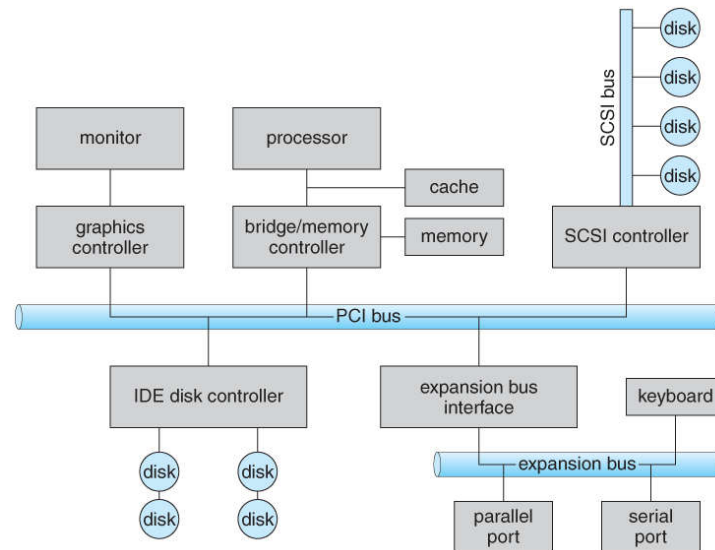 disk
disk
disk
disk
SCSI bus
monitor
processor
cache
graphics
controller
bridge/memory
controller
memory
SCSI controller
PCI bus
IDE disk controller
expansion bus
interface
keyboard
disk
disk
disk
disk
expansion bus
parallel
port
serial
port